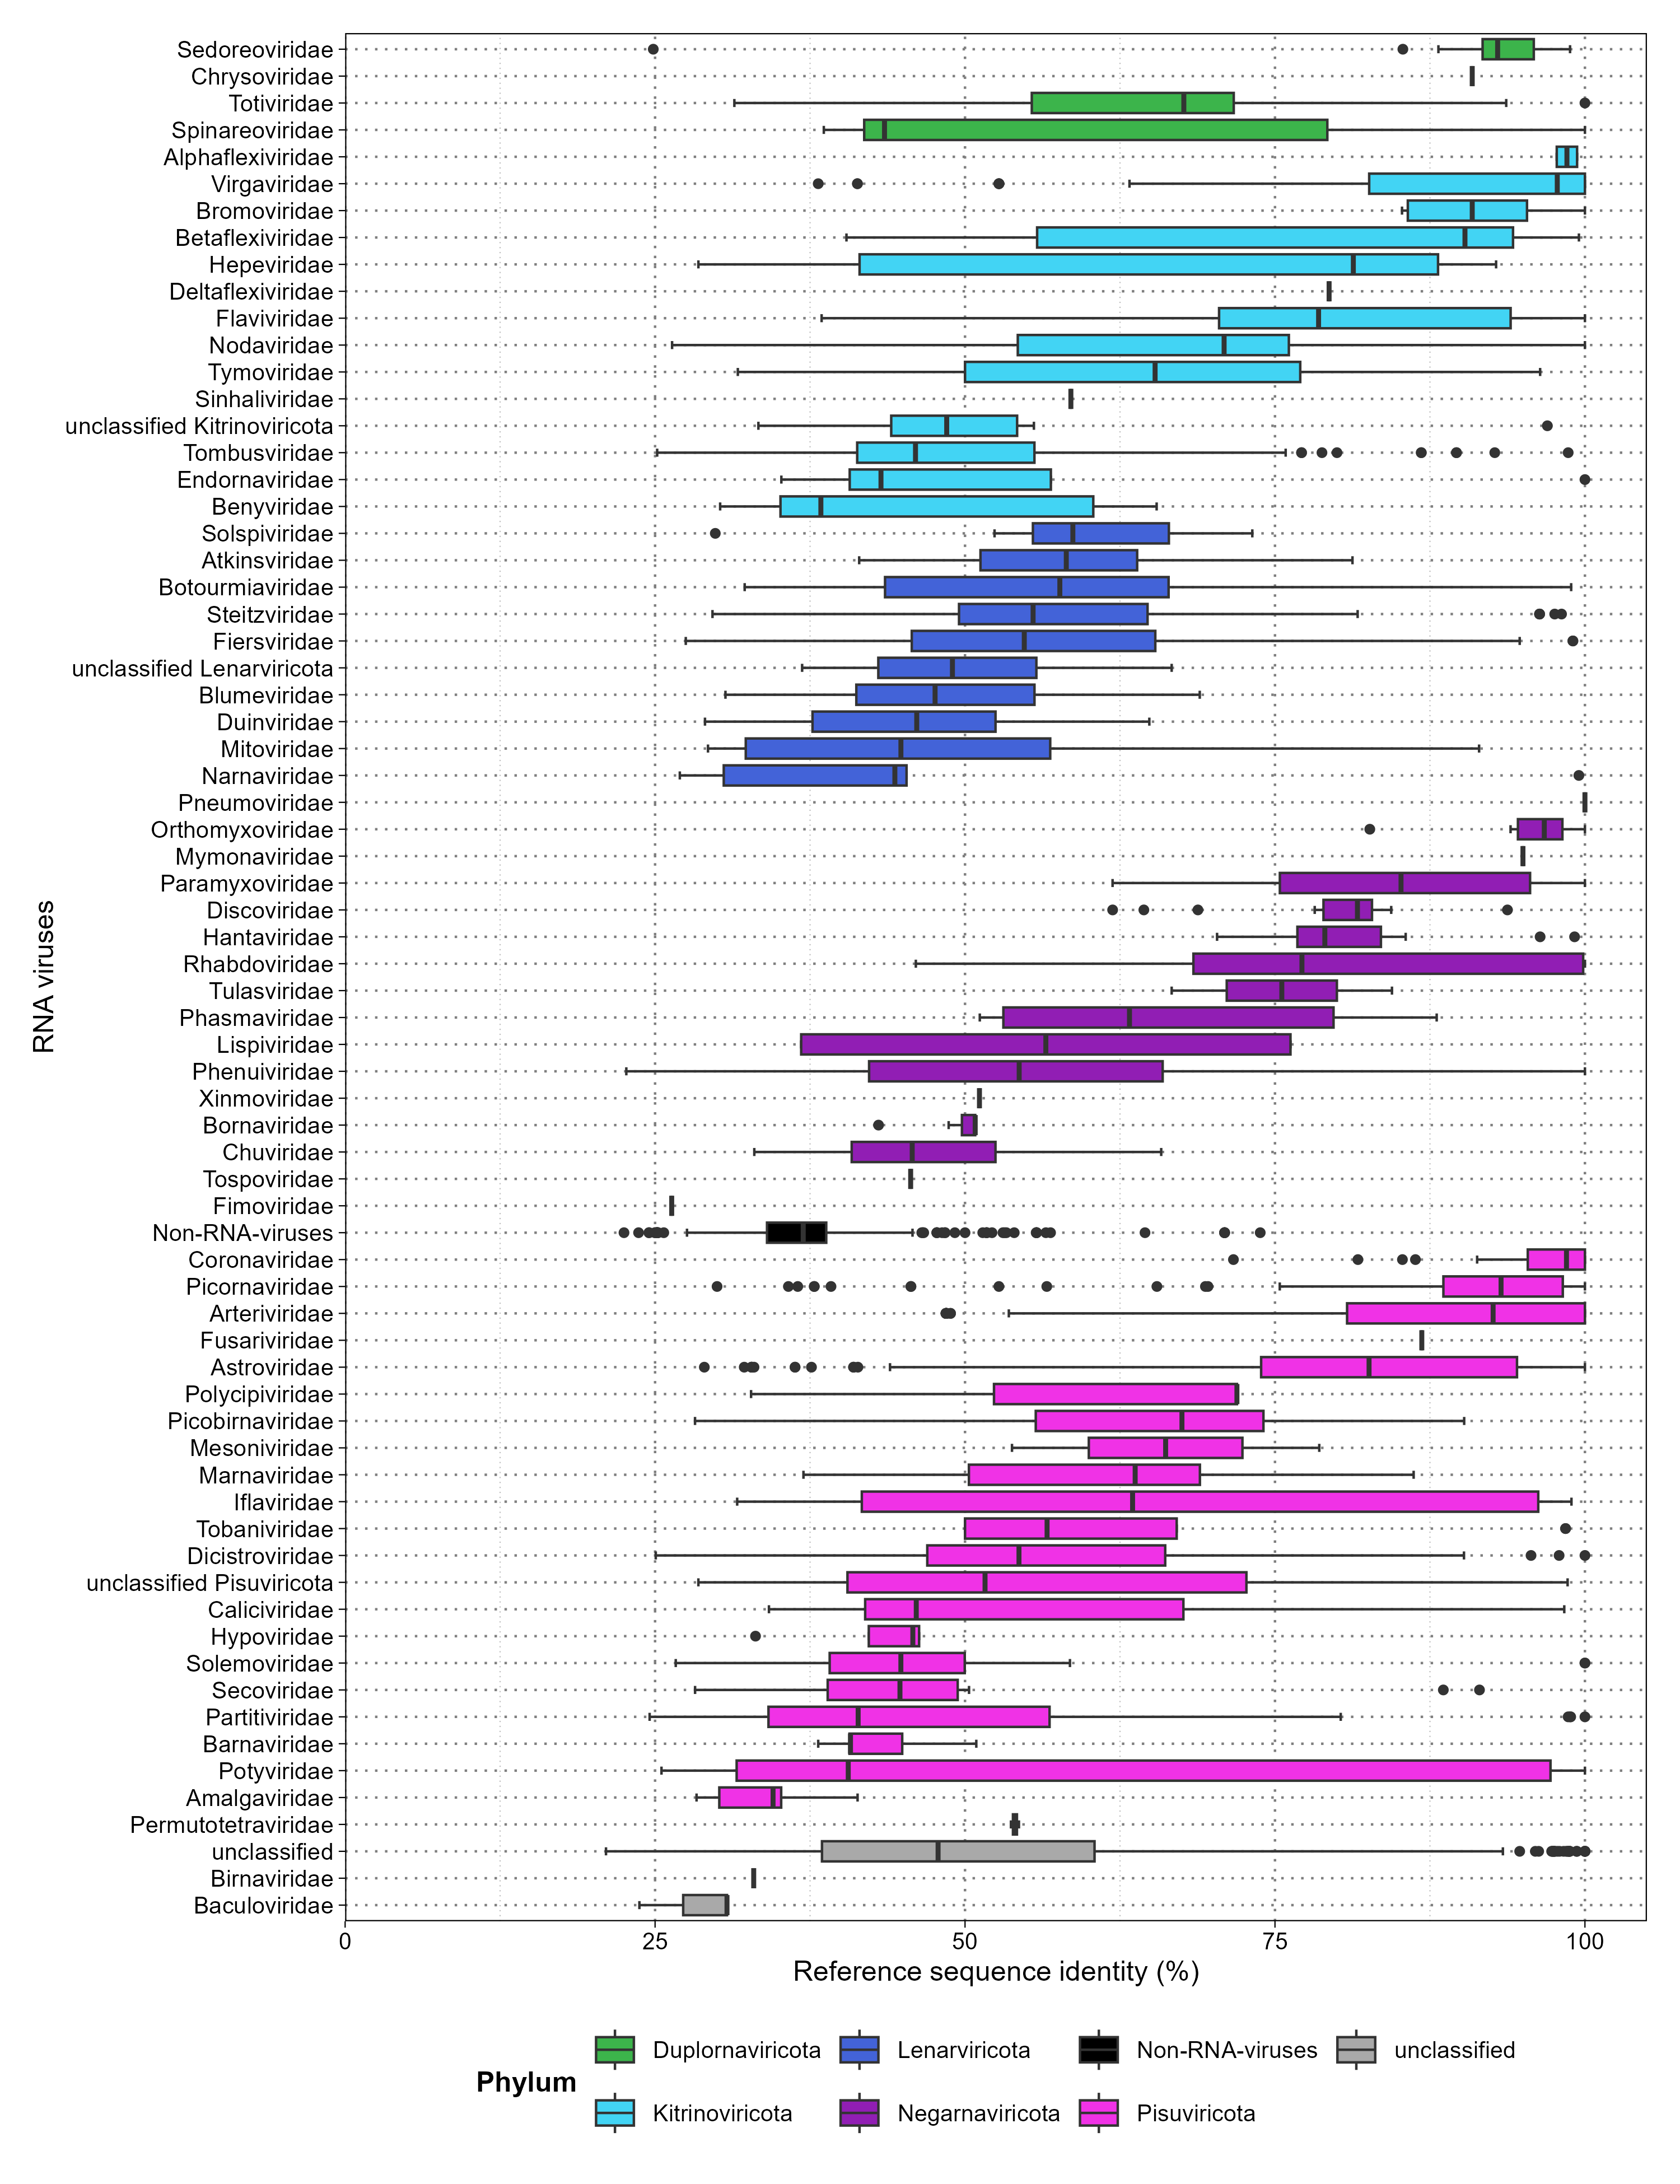 Sedoreoviridae
Chrysoviridae
Totiviridae
Spinareoviridae
Alphaflexiviridae
Virgaviridae
Bromoviridae
Betaflexiviridae
Hepeviridae
Deltaflexiviridae
Flaviviridae
Nodaviridae
Tymoviridae
Sinhaliviridae
unclassified Kitrinoviricota
Tombusviridae
Endornaviridae
Benyviridae
Solspiviridae
Atkinsviridae
Botourmiaviridae
Steitzviridae
Fiersviridae
unclassified Lenarviricota
Blumeviridae
Duinviridae
Mitoviridae
Narnaviridae
Pneumoviridae
Orthomyxoviridae
Mymonaviridae
Paramyxoviridae
Discoviridae
Hantaviridae
Rhabdoviridae
Tulasviridae
Phasmaviridae
Lispiviridae
Phenuiviridae
Xinmoviridae
Bornaviridae
Chuviridae
Tospoviridae
Fimoviridae
Non-RNA-viruses
Coronaviridae
Picornaviridae
Arteriviridae
Fusariviridae
Astroviridae
Polycipiviridae
Picobirnaviridae
Mesoniviridae
Marnaviridae
Iflaviridae
Tobaniviridae
Dicistroviridae
unclassified Pisuviricota
Caliciviridae
Hypoviridae
Solemoviridae
Secoviridae
Partitiviridae
Barnaviridae
Potyviridae
Amalgaviridae
Permutotetraviridae
unclassified
Birnaviridae
Baculoviridae
RNA viruses
0 25 50 75 100
Reference sequence identity (%)
Phylum
Duplornaviricota Lenarviricota Non-RNA-viruses unclassified
Kitrinoviricota Negarnaviricota Pisuviricota